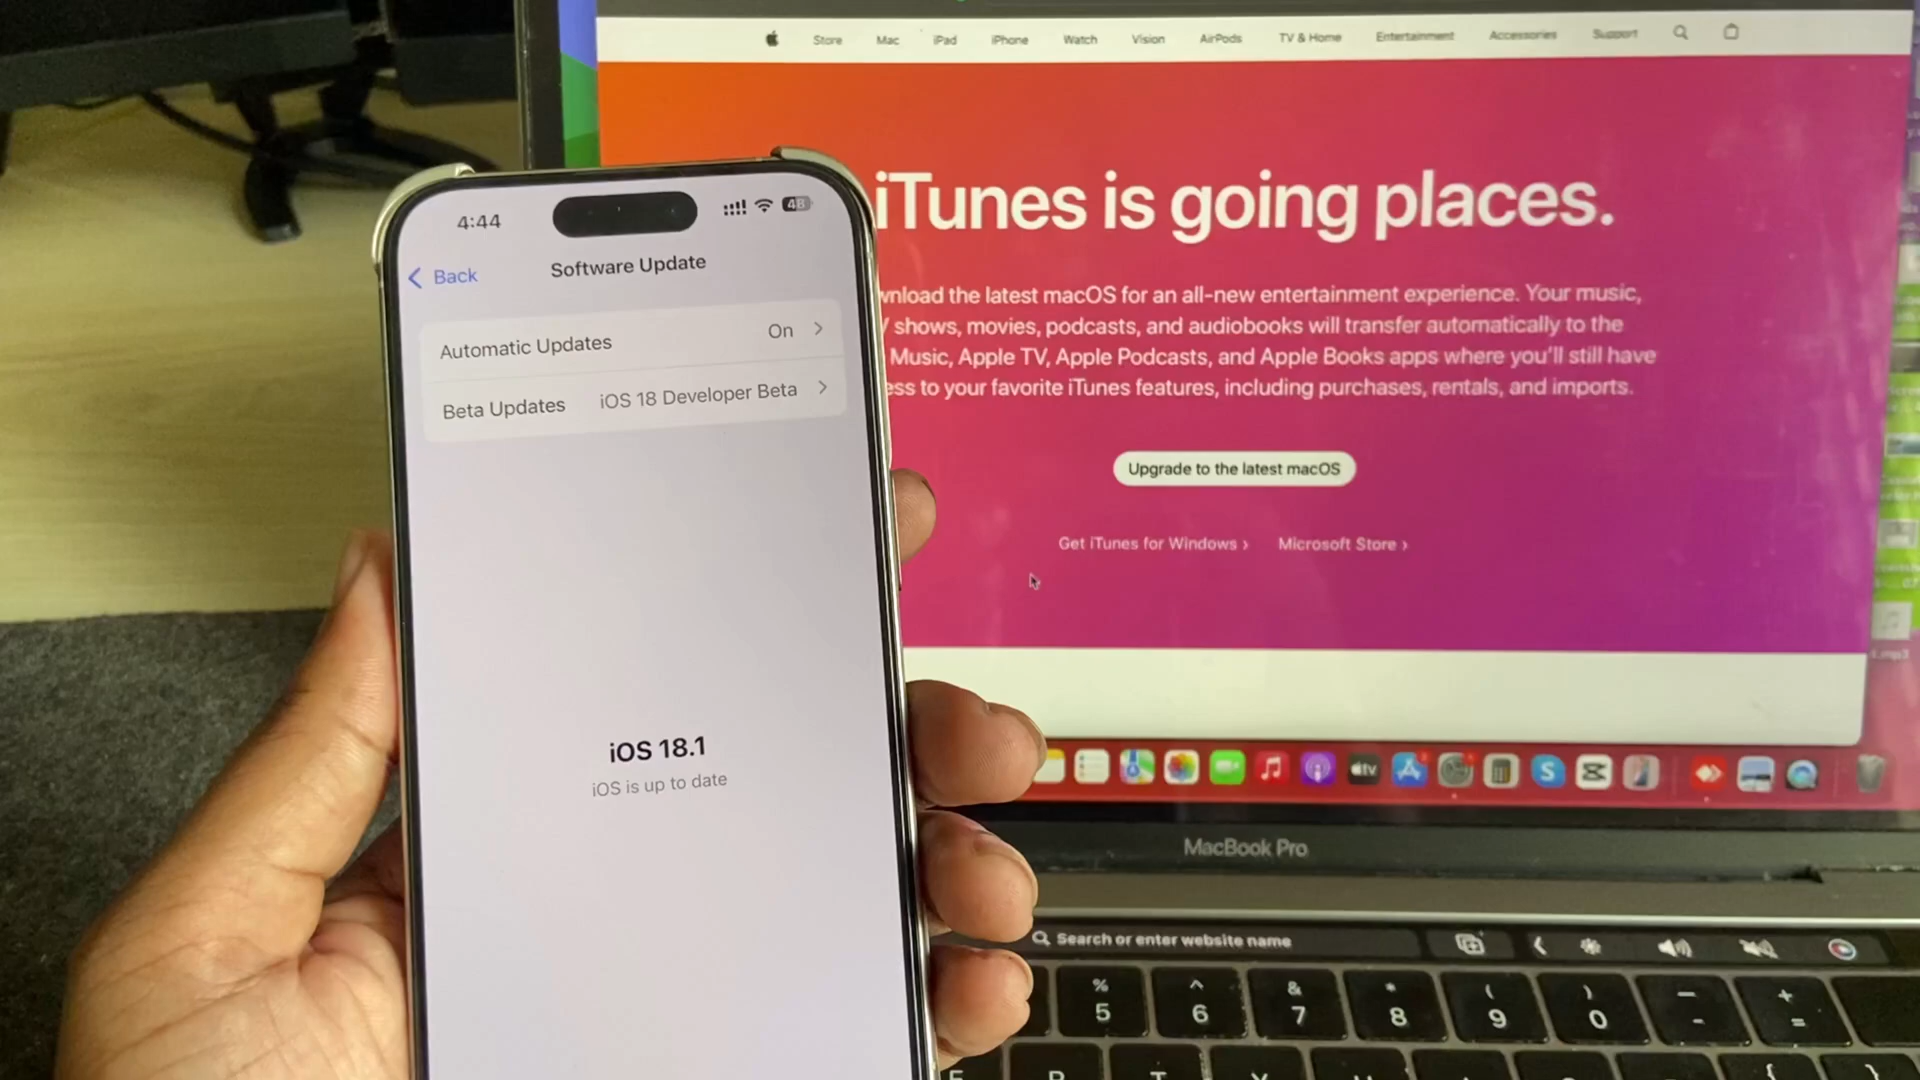 4:44
48
Back
Software Update
Automatic Updates On
Beta Updates iOS 18 Developer Beta
iOS 18.1
iOS is up to date
Store Mac iPad iPhone Watch Vision AirPods TV & Home Entertainment Accessories Support
iTunes is going places.
wnload the latest macOS for an all-new entertainment experience. Your music,
shows, movies, podcasts, and audiobooks will transfer automatically to the
Music, Apple TV, Apple Podcasts, and Apple Books apps where you'll still have
ess to your favorite iTunes features, including purchases, rentals, and imports.
Upgrade to the latest macOS
Get iTunes for Windows › Microsoft Store ›
tv
S
MacBook Pro
Search or enter website name
% ^ & * ( ) — +
5 6 7 8 9 0 - =